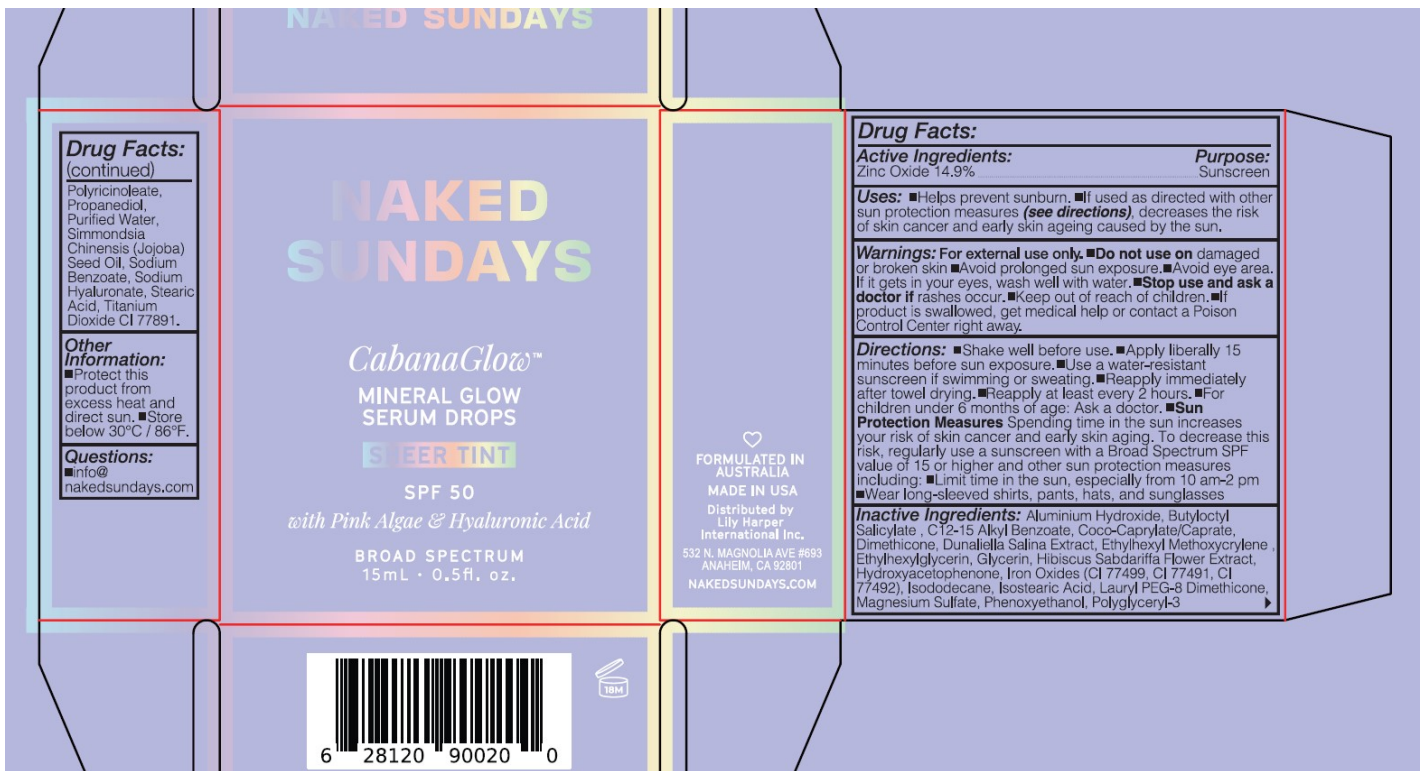 NAKED SUNDAYS
Drug Facts:
(continued)
Polyricinoleate,
Propanediol,
Purified Water,
Simmondsia
Chinensis (Jojoba)
Seed Oil, Sodium
Benzoate, Sodium
Hyaluronate, Stearic
Acid, Titanium
Dioxide CI 77891.
Other
Information:
■Protect this
product from
excess heat and
direct sun. ■Store
below 30°C / 86°F.
Questions:
■info@
nakedsundays.com
NAKED
SUNDAYS
CabanaGlow™
MINERAL GLOW
SERUM DROPS
SHEER TINT
SPF 50
with Pink Algae & Hyaluronic Acid
BROAD SPECTRUM
15mL · 0.5fl. oz.
FORMULATED IN
AUSTRALIA
MADE IN USA
Distributed by
Lily Harper
International Inc.
532 N. MAGNOLIA AVE #693
ANAHEIM, CA 92801
NAKEDSUNDAYS.COM
Drug Facts:
Active Ingredients: Purpose:
Zinc Oxide 14.9% Sunscreen
Uses: ■Helps prevent sunburn. ■If used as directed with other
sun protection measures (see directions), decreases the risk
of skin cancer and early skin ageing caused by the sun.
Warnings: For external use only. ■Do not use on damaged
or broken skin ■Avoid prolonged sun exposure.■Avoid eye area.
If it gets in your eyes, wash well with water. ■Stop use and ask a
doctor if rashes occur. ■Keep out of reach of children. ■If
product is swallowed, get medical help or contact a Poison
Control Center right away.
Directions: ■Shake well before use. ■Apply liberally 15
minutes before sun exposure. ■Use a water-resistant
sunscreen if swimming or sweating. ■Reapply immediately
after towel drying. ■Reapply at least every 2 hours. ■For
children under 6 months of age: Ask a doctor. ■Sun
Protection Measures Spending time in the sun increases
your risk of skin cancer and early skin aging. To decrease this
risk, regularly use a sunscreen with a Broad Spectrum SPF
value of 15 or higher and other sun protection measures
including: ■Limit time in the sun, especially from 10 am-2 pm
■Wear long-sleeved shirts, pants, hats, and sunglasses
Inactive Ingredients: Aluminium Hydroxide, Butyloctyl
Salicylate , C12-15 Alkyl Benzoate, Coco-Caprylate/Caprate,
Dimethicone, Dunaliella Salina Extract, Ethylhexyl Methoxycrylene ,
Ethylhexylglycerin, Glycerin, Hibiscus Sabdariffa Flower Extract,
Hydroxyacetophenone, Iron Oxides (CI 77499, CI 77491, CI
77492), Isododecane, Isostearic Acid, Lauryl PEG-8 Dimethicone,
Magnesium Sulfate, Phenoxyethanol, Polyglyceryl-3
6 28120 90020 0
18M